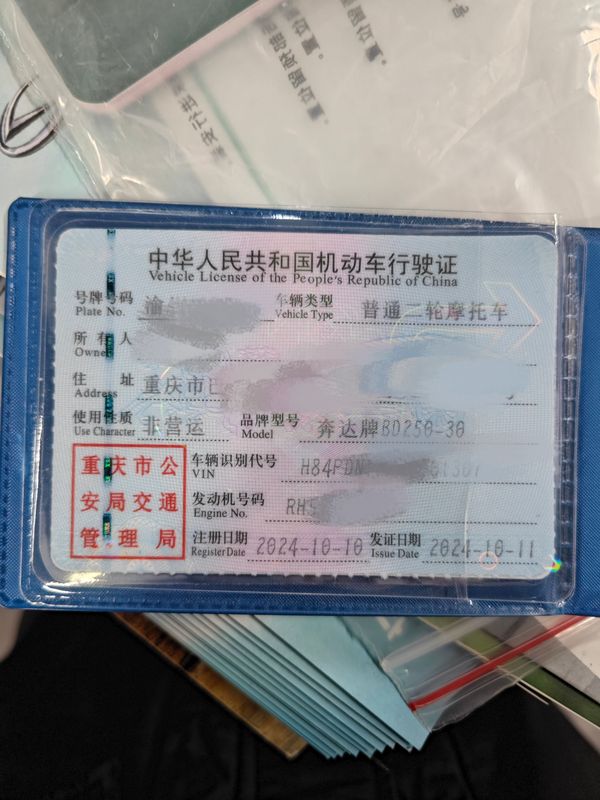 中华人民共和国机动车行驶证
Vehicle License of the People's Republic of China
号牌号码 渝 车辆类型 普通二轮摩托车
Plate No. Vehicle Type
所有人
Owner
住址 重庆市
Address
使用性质 非营运 品牌型号 奔达牌BD250-30
Use Character Model
重庆市公
安局交通
管理局
车辆识别代号 H84PDN
VIN
发动机号码 RHS
Engine No.
注册日期 2024-10-10 发证日期 2024-10-11
Register Date Issue Date